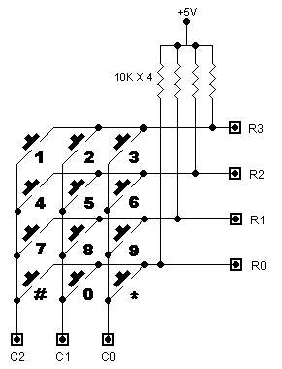 +5V
10K X 4
R3
1 2 3
R2
4 5 6
R1
7 8 9
R0
# 0 *
C2 C1 C0